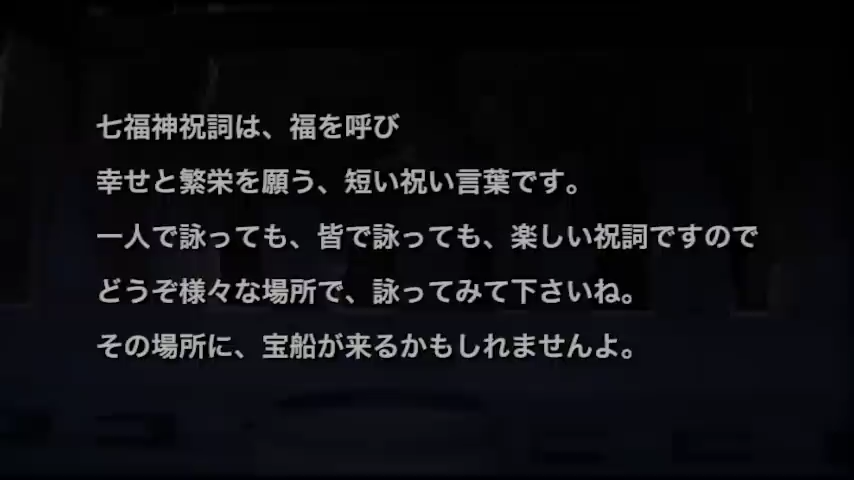 七福神祝詞は、福を呼び
幸せと繁栄を願う、短い祝い言葉です。
一人で詠っても、皆で詠っても、楽しい祝詞ですので
どうぞ様々な場所で、詠ってみて下さいね。
その場所に、宝船が来るかもしれませんよ。